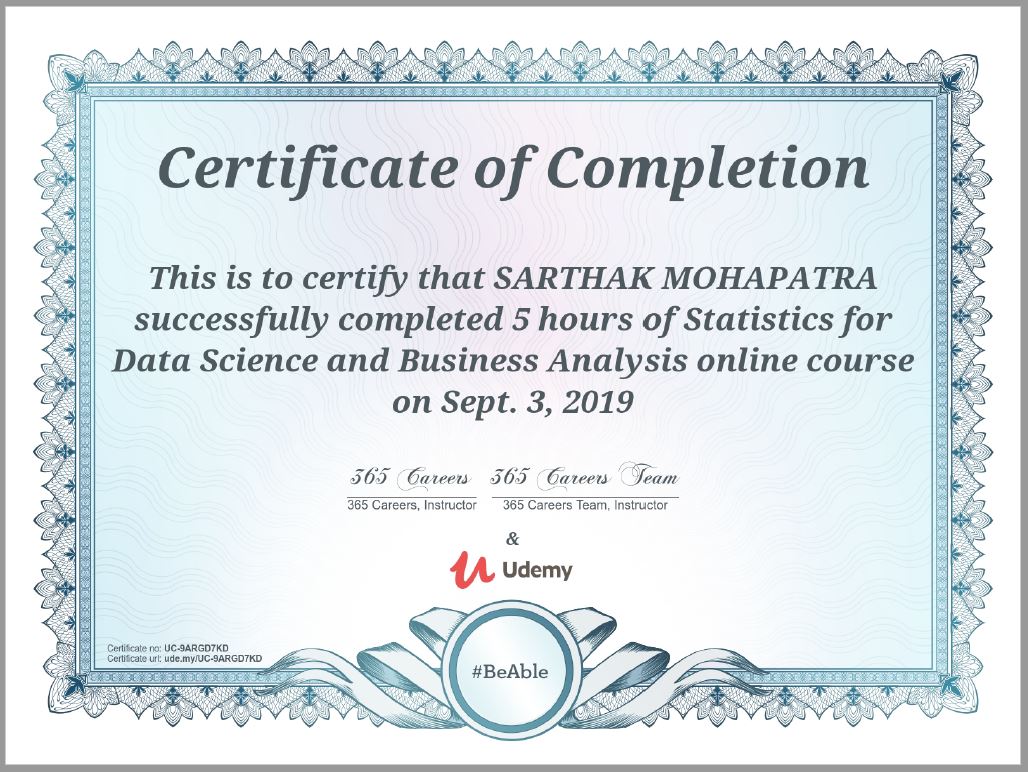 Certificate of Completion
This is to certify that SARTHAK MOHAPATRA
successfully completed 5 hours of Statistics for
Data Science and Business Analysis online course
on Sept. 3, 2019
365 Careers 365 Careers Team
365 Careers, Instructor 365 Careers Team, Instructor
&
Udemy
Certificate no: UC-9ARGD7KD
Certificate url: ude.my/UC-9ARGD7KD
#BeAble